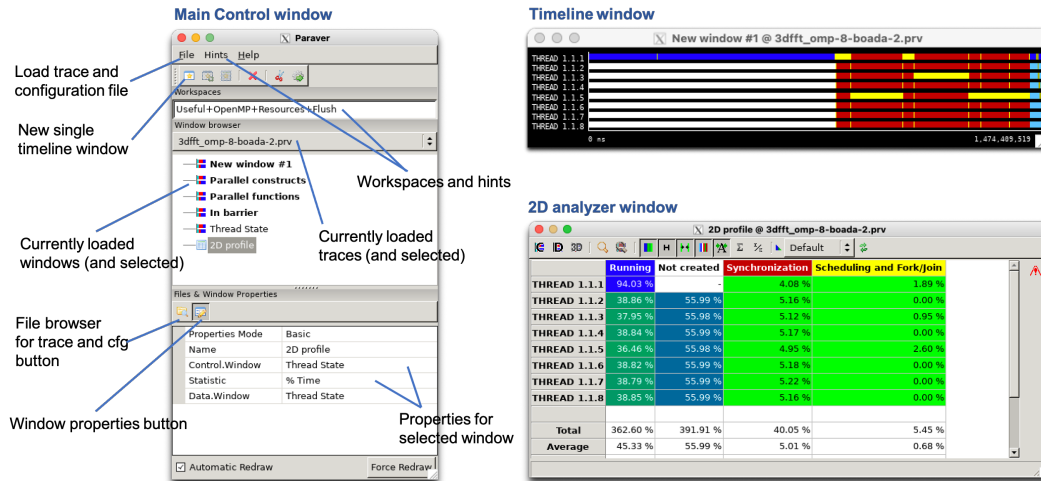 Main Control window
Paraver
File Hints Help
Workspaces
Useful+OpenMP+Resources+Flush
Window browser
3dfft_omp-8-boada-2.prv
New window #1
Parallel constructs
Parallel functions
In barrier
Thread State
2D profile
Files & Window Properties
Properties Mode Basic
Name 2D profile
Control.Window Thread State
Statistic % Time
Data.Window Thread State
Automatic Redraw Force Redraw
Load trace and
configuration file
New single
timeline window
Currently loaded
windows (and selected)
File browser
for trace and cfg
button
Window properties button
Workspaces and hints
Currently loaded
traces (and selected)
Properties for
selected window
Timeline window
New window #1 @ 3dfft_omp-8-boada-2.prv
THREAD 1.1.1
THREAD 1.1.2
THREAD 1.1.3
THREAD 1.1.4
THREAD 1.1.5
THREAD 1.1.6
THREAD 1.1.7
THREAD 1.1.8
0 ns 1,474,409,519
2D analyzer window
2D profile @ 3dfft_omp-8-boada-2.prv
3D H A Σ ½ Default
Running Not created Synchronization Scheduling and Fork/Join
THREAD 1.1.1 94.03 % - 4.08 % 1.89 %
THREAD 1.1.2 38.86 % 55.99 % 5.16 % 0.00 %
THREAD 1.1.3 37.95 % 55.98 % 5.12 % 0.95 %
THREAD 1.1.4 38.84 % 55.99 % 5.17 % 0.00 %
THREAD 1.1.5 36.46 % 55.98 % 4.95 % 2.60 %
THREAD 1.1.6 38.82 % 55.99 % 5.18 % 0.00 %
THREAD 1.1.7 38.79 % 55.99 % 5.22 % 0.00 %
THREAD 1.1.8 38.85 % 55.99 % 5.16 % 0.00 %
Total 362.60 % 391.91 % 40.05 % 5.45 %
Average 45.33 % 55.99 % 5.01 % 0.68 %